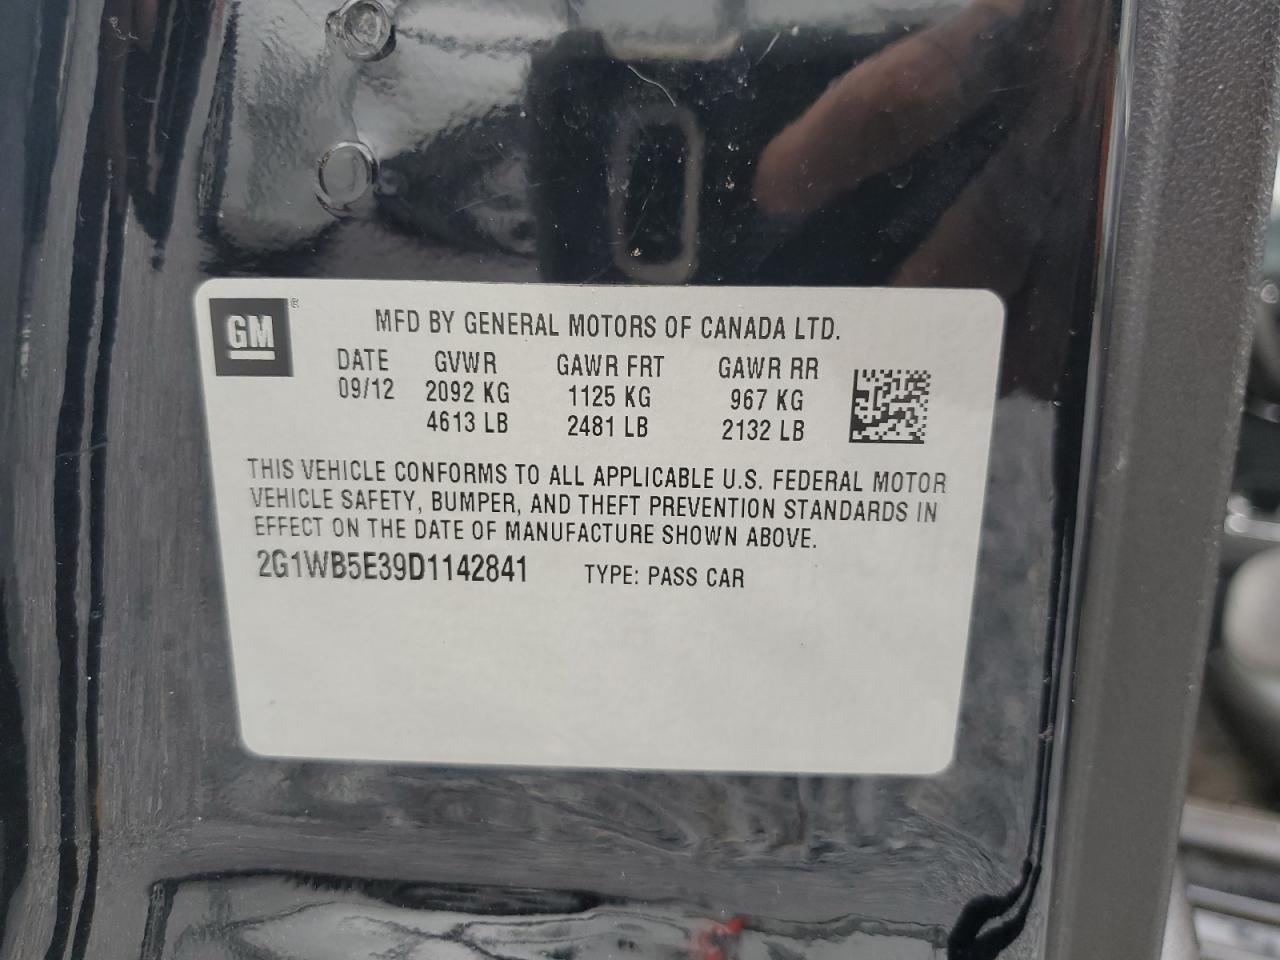 GM®
MFD BY GENERAL MOTORS OF CANADA LTD.
DATE GVWR GAWR FRT GAWR RR
09/12 2092 KG 1125 KG 967 KG
4613 LB 2481 LB 2132 LB
THIS VEHICLE CONFORMS TO ALL APPLICABLE U.S. FEDERAL MOTOR
VEHICLE SAFETY, BUMPER, AND THEFT PREVENTION STANDARDS IN
EFFECT ON THE DATE OF MANUFACTURE SHOWN ABOVE.
2G1WB5E39D1142841 TYPE: PASS CAR